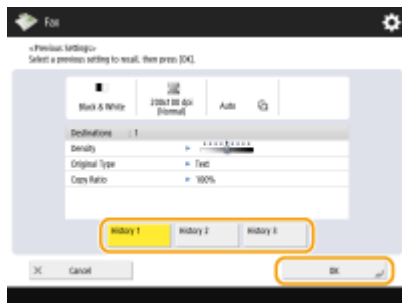 Fax
<Previous Settings>
Select a previous setting to recall, then press [OK].
Black & White
200x100 dpi
(Normal)
Auto
Destinations : 1
Density
Original Type ► Text
Copy Ratio ► 100%
History 1
History 2
History 3
Cancel
OK